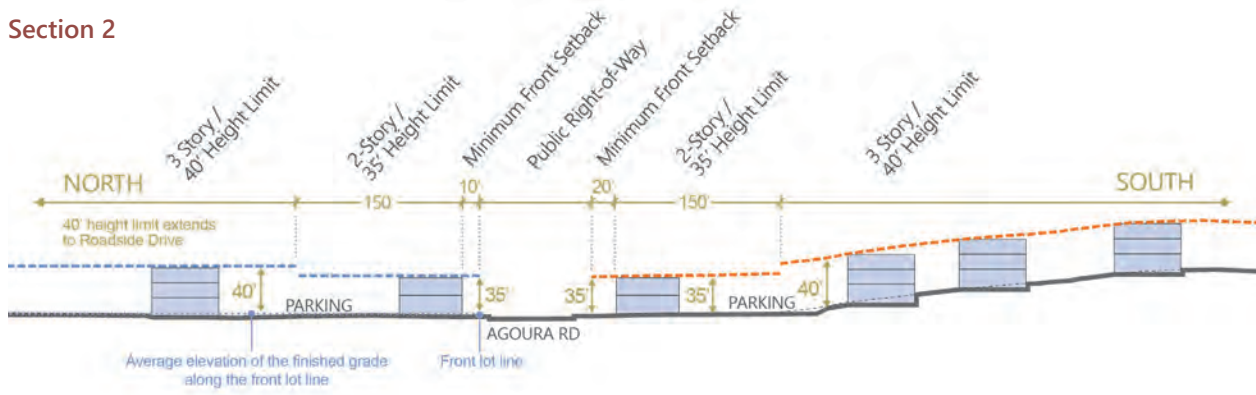 Section 2
3 Story /
40' Height Limit
2-Story /
35' Height Limit
Minimum Front Setback
Public Right-of-Way
Minimum Front Setback
2-Story /
35' Height Limit
3 Story /
40' Height Limit
NORTH
150
10'
20'
150'
SOUTH
40' height limit extends
to Roadside Drive
40'
PARKING
35'
35'
35'
PARKING
40'
AGOURA RD
Average elevation of the finished grade
along the front lot line
Front lot line